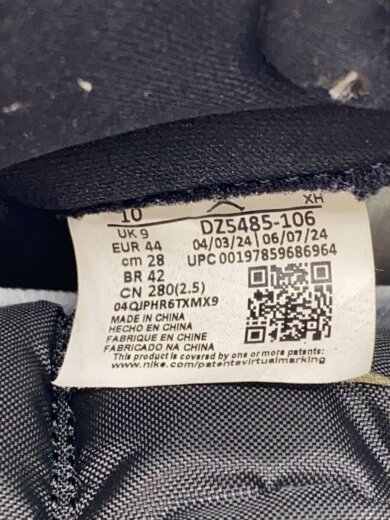 10 XH
UK 9 DZ5485-106
EUR 44 04/03/24 | 06/07/24
cm 28 UPC 00197859686964
BR 42
CN 280(2.5)
04QJPHR6TXMX9
MADE IN CHINA
HECHO EN CHINA
FABRIQUE EN CHINE
FABRICADO NA CHINA
This product is covered by one or more patents. See
www.nike.com/patentsvirtualmarking